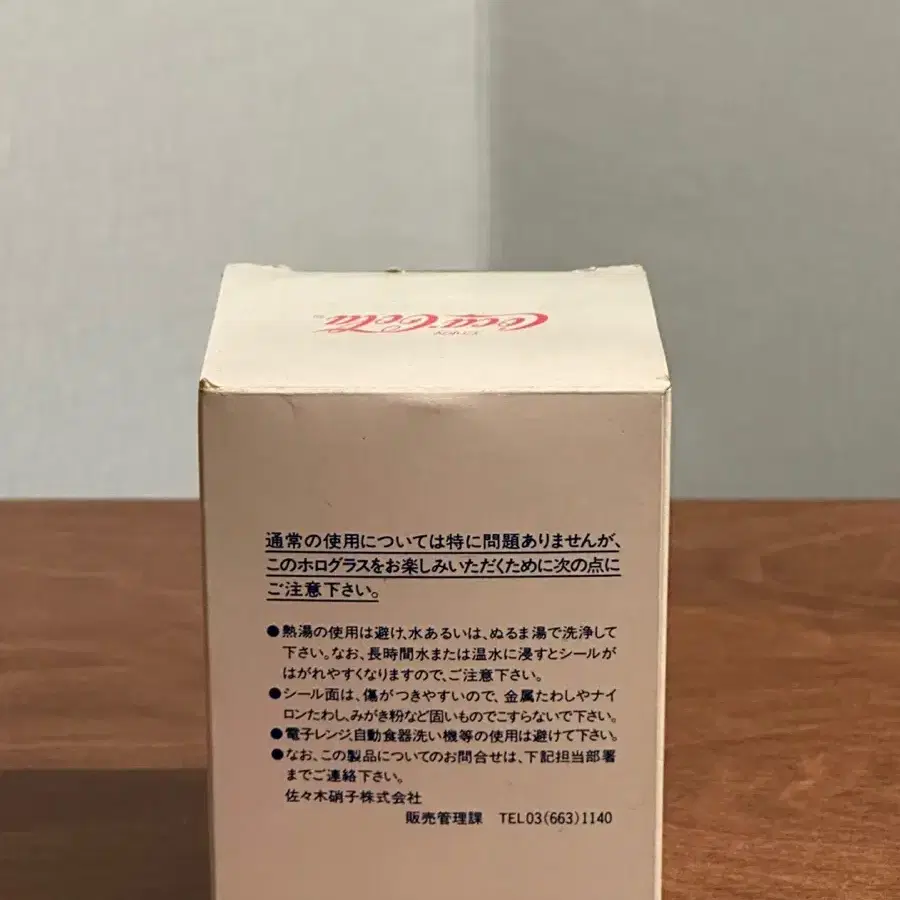 Coca-Cola
通常の使用については特に問題ありませんが、
このホログラスをお楽しみいただくために次の点に
ご注意下さい。
●熱湯の使用は避け、水あるいは、ぬるま湯で洗浄して
下さい。なお、長時間水または温水に浸すとシールが
はがれやすくなりますので、ご注意下さい。
●シール面は、傷がつきやすいので、金属たわしやナイ
ロンたわし、みがき粉など固いものでこすらないで下さい。
●電子レンジ、自動食器洗い機等の使用は避けて下さい。
●なお、この製品についてのお問合せは、下記担当部署
までご連絡下さい。
佐々木硝子株式会社
販売管理課 TEL03(663)1140